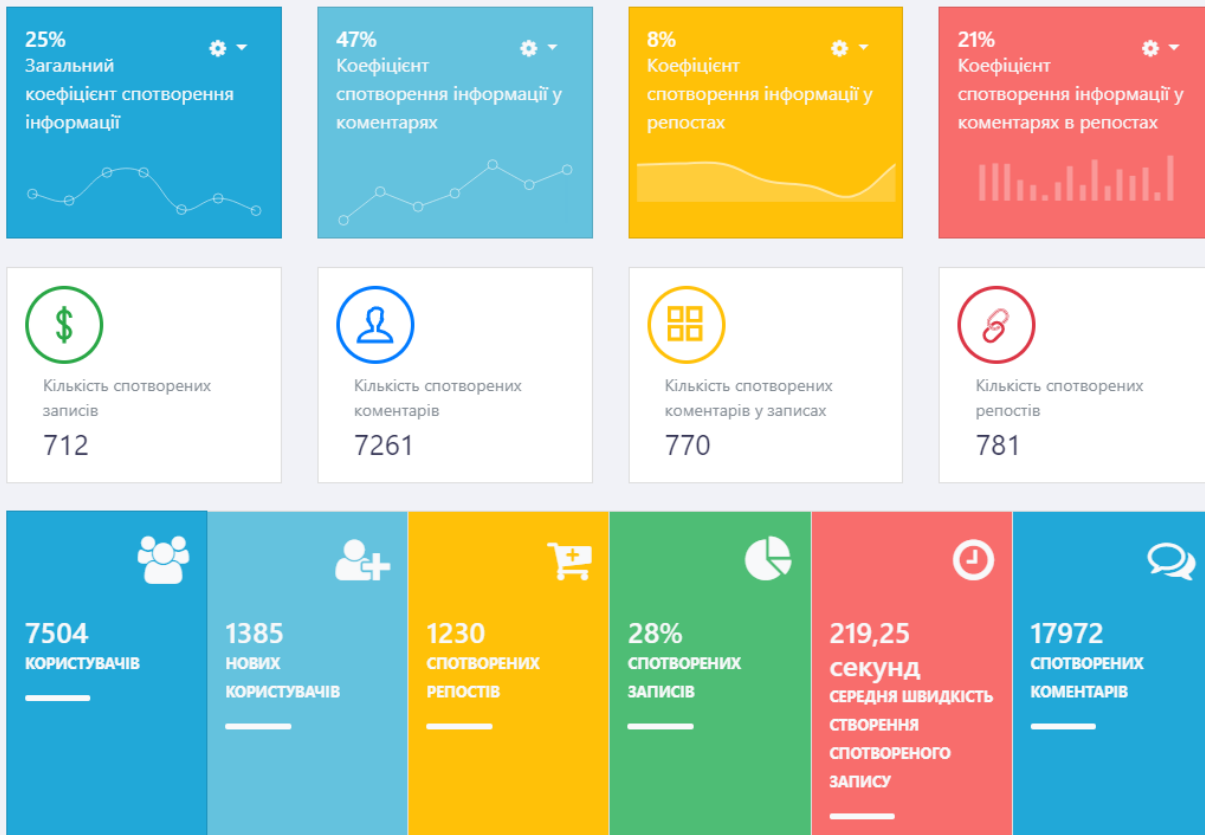 25%
Загальний
коефіцієнт спотворення
інформації
47%
Коефіцієнт
спотворення інформації у
коментарях
8%
Коефіцієнт
спотворення інформації у
репостах
21%
Коефіцієнт
спотворення інформації у
коментарях в репостах
Кількість спотворених
записів
712
Кількість спотворених
коментарів
7261
Кількість спотворених
коментарів у записах
770
Кількість спотворених
репостів
781
7504
КОРИСТУВАЧІВ
1385
НОВИХ
КОРИСТУВАЧІВ
1230
СПОТВОРЕНИХ
РЕПОСТІВ
28%
СПОТВОРЕНИХ
ЗАПИСІВ
219,25
секунд
СЕРЕДНЯ ШВИДКІСТЬ
СТВОРЕННЯ
СПОТВОРЕНОГО
ЗАПИСУ
17972
СПОТВОРЕНИХ
КОМЕНТАРІВ